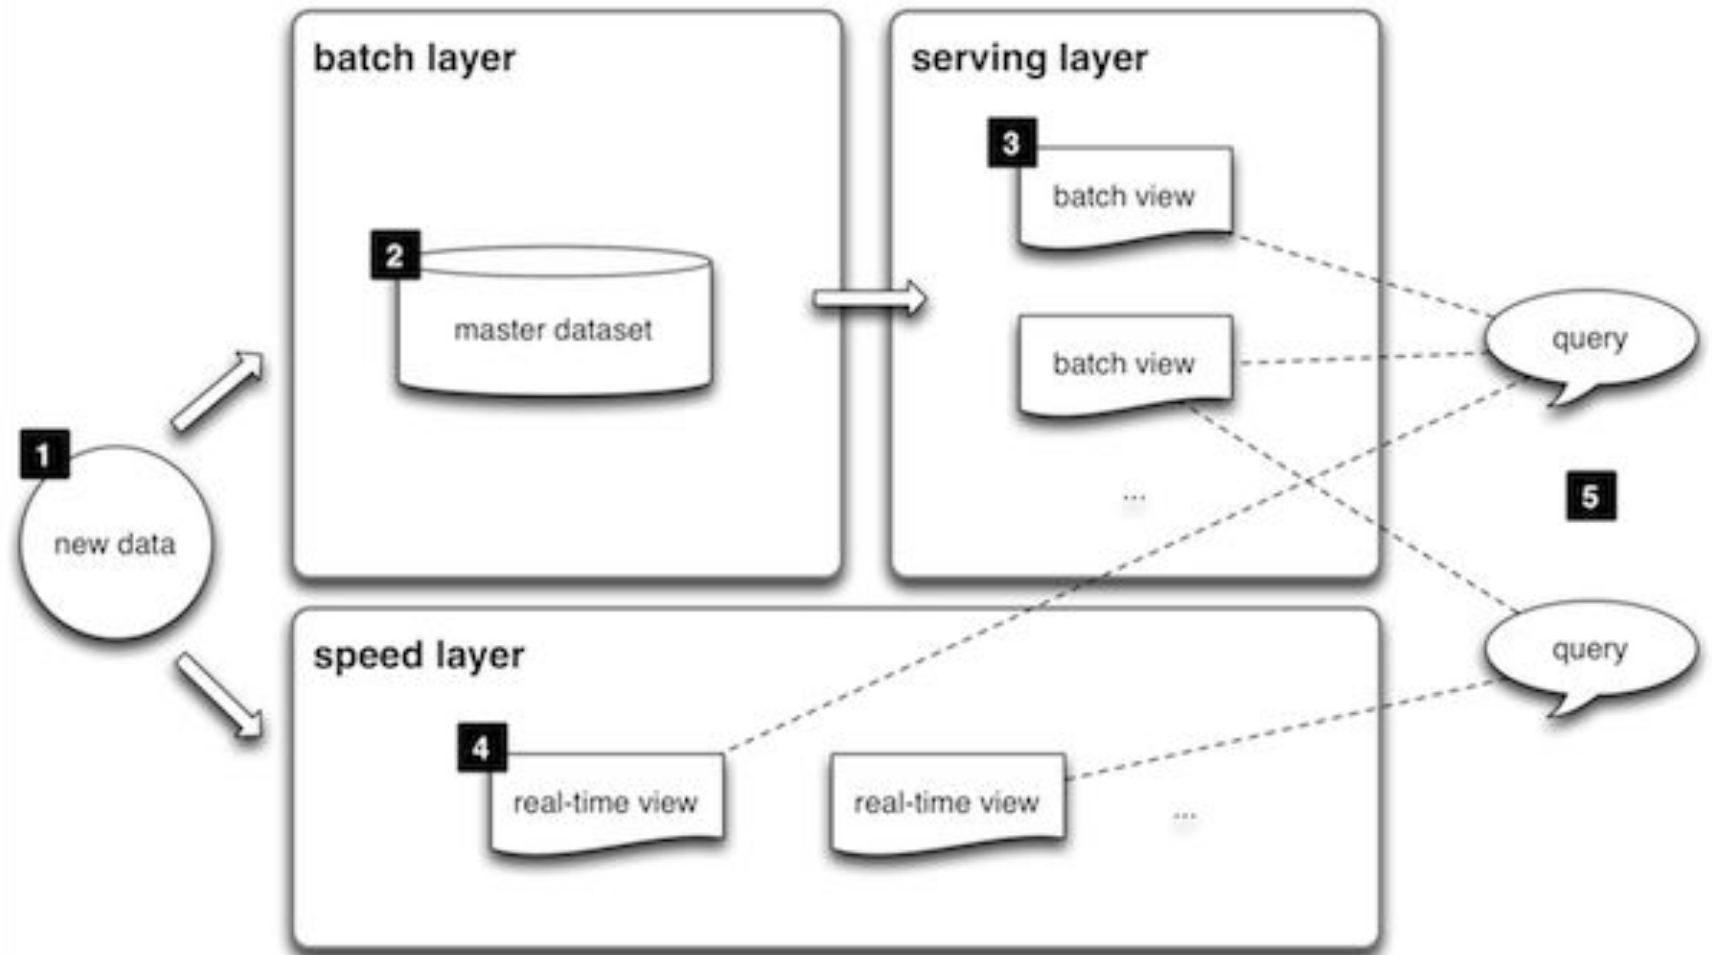 batch layer
2
master dataset
serving layer
3
batch view
batch view
...
1
new data
speed layer
4
real-time view
real-time view
...
query
5
query